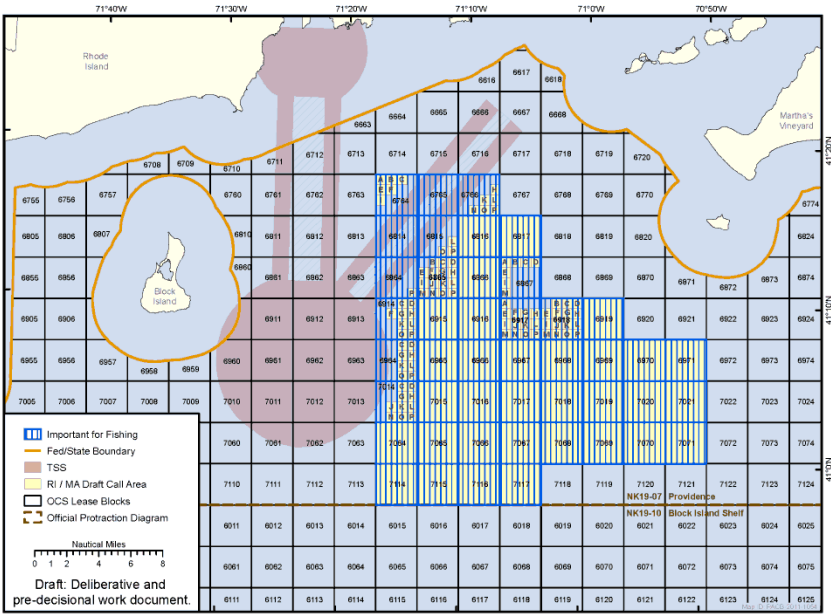 71°40'W 71°30'W 71°20'W 71°10'W 71°0'W 70°50'W
Rhode
Island
Martha's
Vineyard
Block
Island
41°20'N
41°10'N
41°0'N
6616 6617 6618
6663 6664 6665 6666 6667 6668
6708 6709 6710 6711 6712 6713 6714 6715 6716 6717 6718 6719 6720
6755 6756 6757 6760 6761 6762 6763 6764 6765 6766 6767 6768 6769 6770 6774
6805 6806 6807 6810 6811 6812 6813 6814 6815 6816 6817 6818 6819 6820 6824
6855 6856 6860 6861 6862 6863 6864 6865 6866 6867 6868 6869 6870 6871 6872 6873 6874
6905 6906 6911 6912 6913 6914 6915 6916 6917 6918 6919 6920 6921 6922 6923 6924
6955 6956 6957 6958 6959 6960 6961 6962 6963 6964 6965 6966 6967 6968 6969 6970 6971 6972 6973 6974
7005 7006 7007 7008 7009 7010 7011 7012 7013 7014 7015 7016 7017 7018 7019 7020 7021 7022 7023 7024
7060 7061 7062 7063 7064 7065 7066 7067 7068 7069 7070 7071 7072 7073 7074
7110 7111 7112 7113 7114 7115 7116 7117 7118 7119 7120 7121 7122 7123 7124
NK19-07 Providence
NK19-10 Block Island Shelf
6011 6012 6013 6014 6015 6016 6017 6018 6019 6020 6021 6022 6023 6024 6025
6061 6062 6063 6064 6065 6066 6067 6068 6069 6070 6071 6072 6073 6074 6075
6111 6112 6113 6114 6115 6116 6117 6118 6119 6120 6121 6122 6123 6124 6125
Important for Fishing
Fed/State Boundary
TSS
RI / MA Draft Call Area
OCS Lease Blocks
Official Protraction Diagram
Nautical Miles
0 1 2 4 6 8
Draft: Deliberative and
pre-decisional work document.